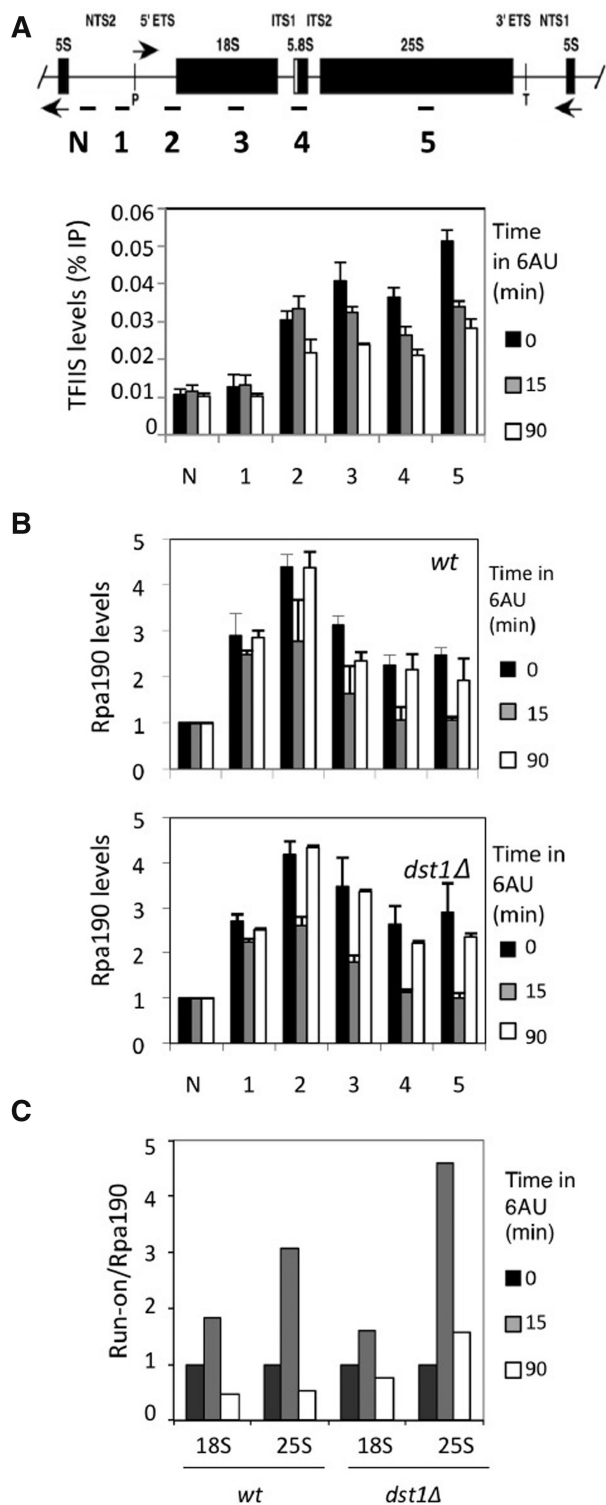 A
NTS2 5' ETS ITS1 ITS2 3' ETS NTS1
5S 18S 5.8S 25S 5S
P T
N 1 2 3 4 5
TFIIS levels (% IP)
0.06
0.05
0.04
0.03
0.02
0.01
0
N 1 2 3 4 5
Time
in 6AU
(min)
0
15
90
B
Rpa190 levels
5
4
3
2
1
0
wt
Time in
6AU
(min)
0
15
90
Rpa190 levels
5
4
3
2
1
0
dst1Δ
N 1 2 3 4 5
Time in
6AU
(min)
0
15
90
C
Run-on/Rpa190
5
4
3
2
1
0
18S 25S 18S 25S
wt dst1Δ
Time in
6AU
(min)
0
15
90